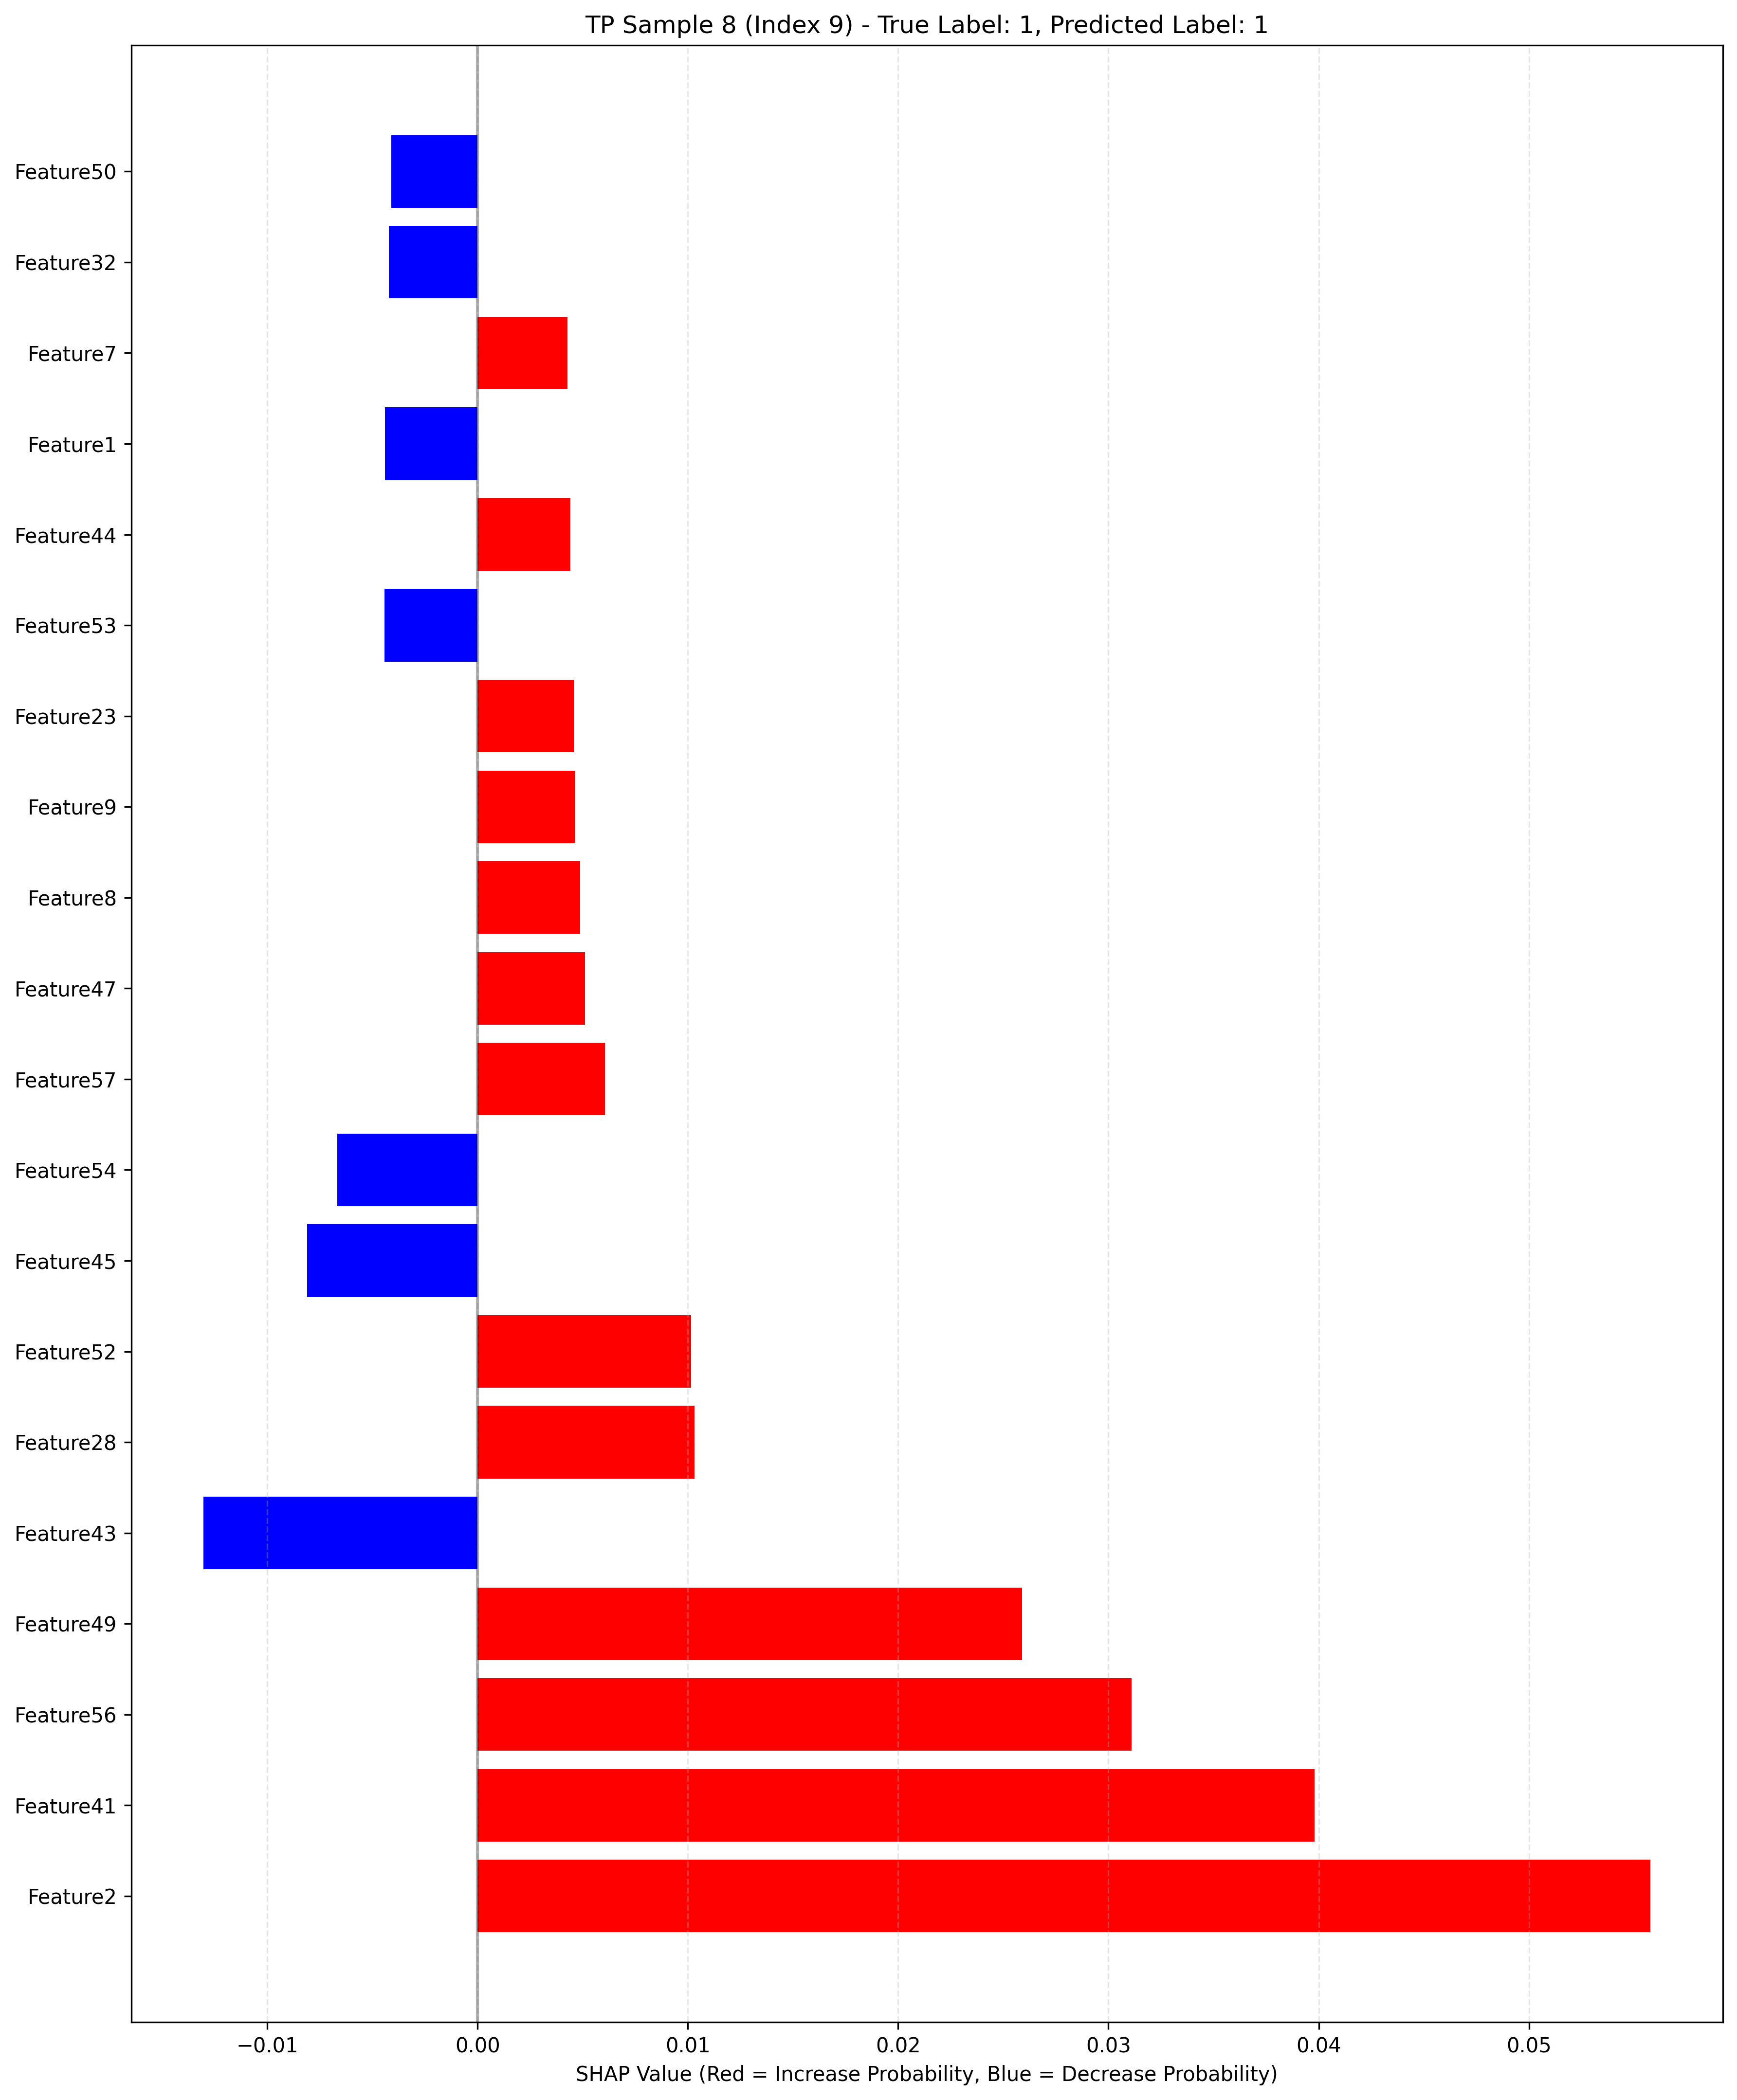 TP Sample 8 (Index 9) - True Label: 1, Predicted Label: 1
Feature50
Feature32
Feature7
Feature1
Feature44
Feature53
Feature23
Feature9
Feature8
Feature47
Feature57
Feature54
Feature45
Feature52
Feature28
Feature43
Feature49
Feature56
Feature41
Feature2
−0.01 0.00 0.01 0.02 0.03 0.04 0.05
SHAP Value (Red = Increase Probability, Blue = Decrease Probability)